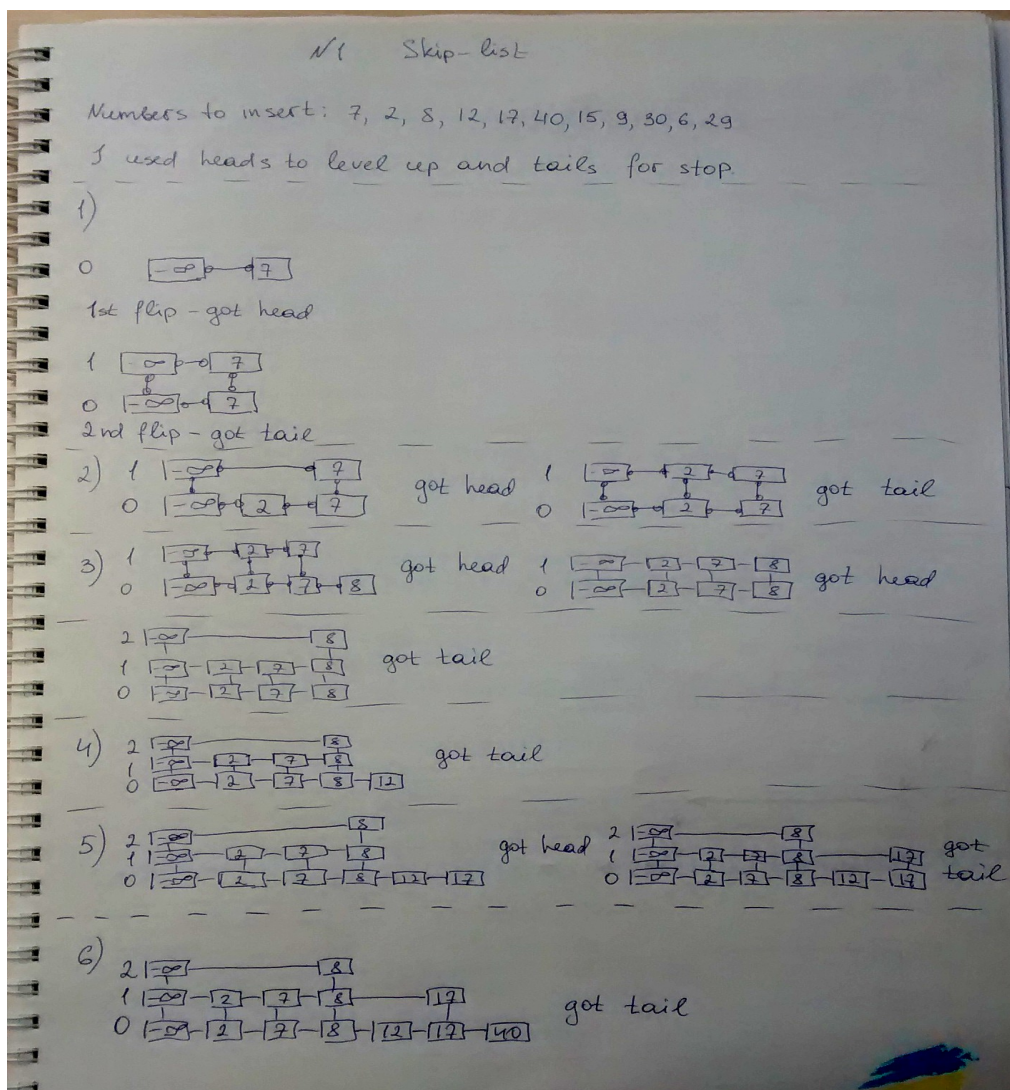 N1 Skip-list
Numbers to insert: 7, 2, 8, 12, 17, 40, 15, 9, 30, 6, 29
I used heads to level up and tails for stop.
1)
0 -∞ 7
1st flip - got head
1 -∞ 7
0 -∞ 7
2nd flip - got tail
2) 1 -∞ 7 got head 1 -∞ 2 7 got tail
0 -∞ 2 7 0 -∞ 2 7
3) 1 -∞ 2 7 got head 1 -∞ 2 7 8 got head
0 -∞ 2 7 8 0 -∞ 2 7 8
2 -∞ 8
1 -∞ 2 7 8 got tail
0 -∞ 2 7 8
4) 2 -∞ 8 got tail
1 -∞ 2 7 8
0 -∞ 2 7 8 12
5) 2 -∞ 8 got head 2 -∞ 8
1 -∞ 2 7 8 1 -∞ 2 7 8 17 got
0 -∞ 2 7 8 12 17 0 -∞ 2 7 8 12 17 tail
6) 2 -∞ 8
1 -∞ 2 7 8 17 got tail
0 -∞ 2 7 8 12 17 40